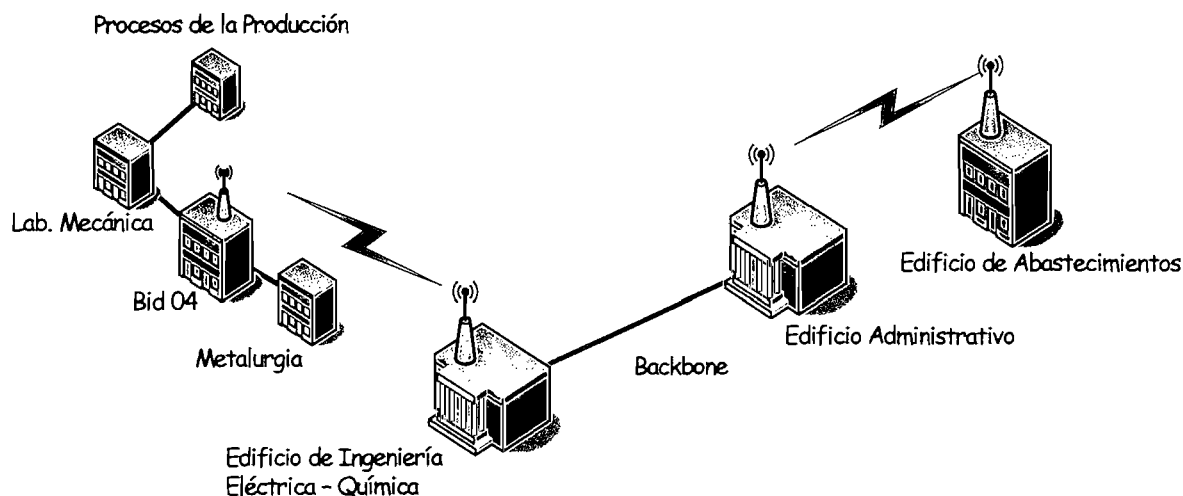 Procesos de la Producción
Lab. Mecánica
Bid 04
Metalurgia
Edificio de Ingeniería
Eléctrica - Química
Backbone
Edificio Administrativo
Edificio de Abastecimientos